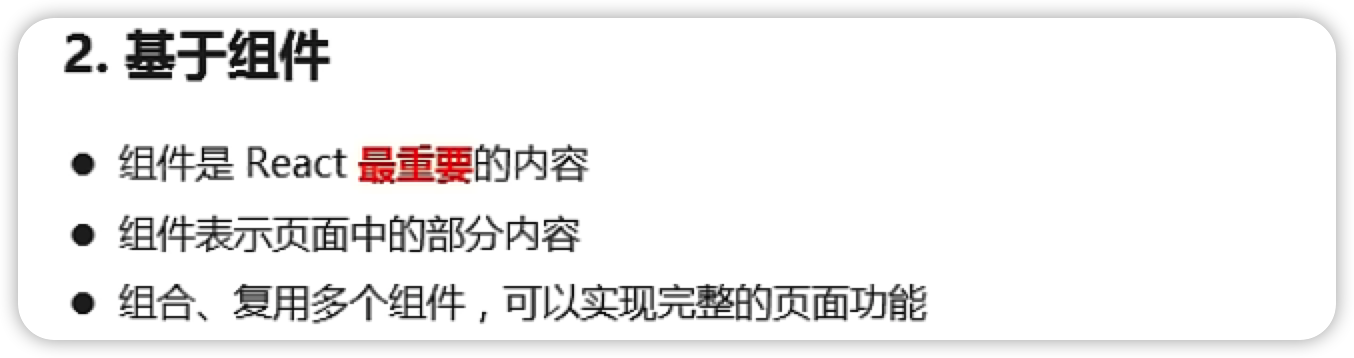 2. 基于组件
● 组件是 React 最重要的内容
● 组件表示页面中的部分内容
● 组合、复用多个组件，可以实现完整的页面功能